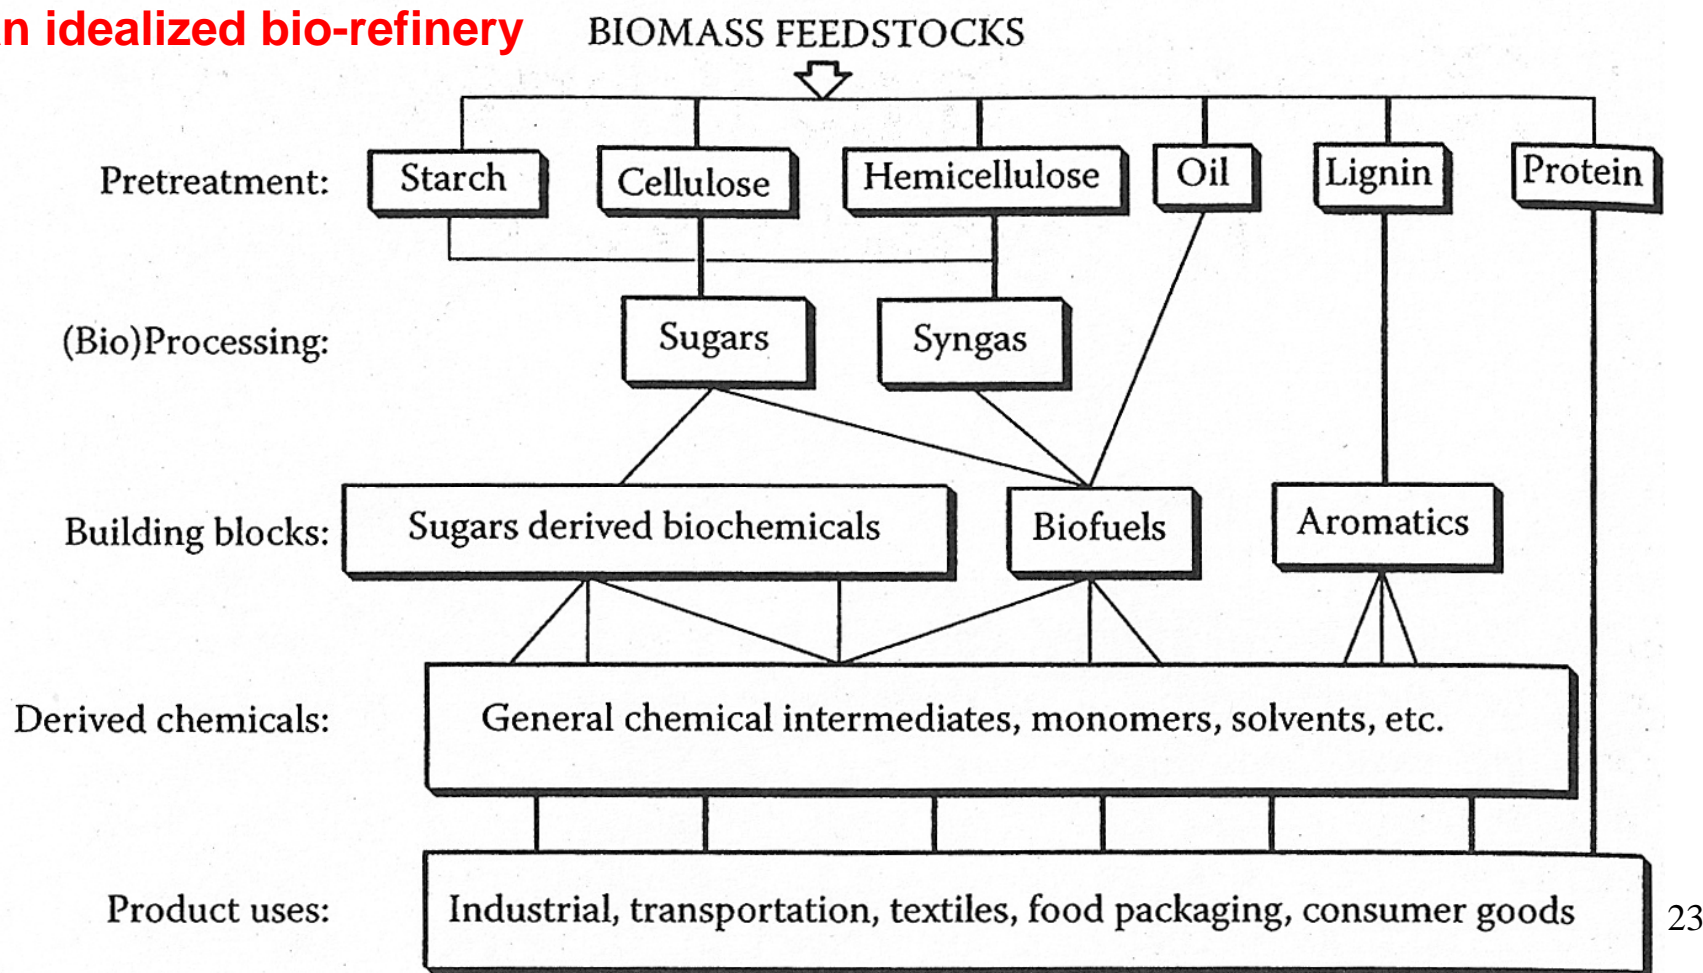 n idealized bio-refinery
BIOMASS FEEDSTOCKS
Pretreatment:
Starch
Cellulose
Hemicellulose
Oil
Lignin
Protein
(Bio)Processing:
Sugars
Syngas
Building blocks:
Sugars derived biochemicals
Biofuels
Aromatics
Derived chemicals:
General chemical intermediates, monomers, solvents, etc.
Product uses:
Industrial, transportation, textiles, food packaging, consumer goods
23